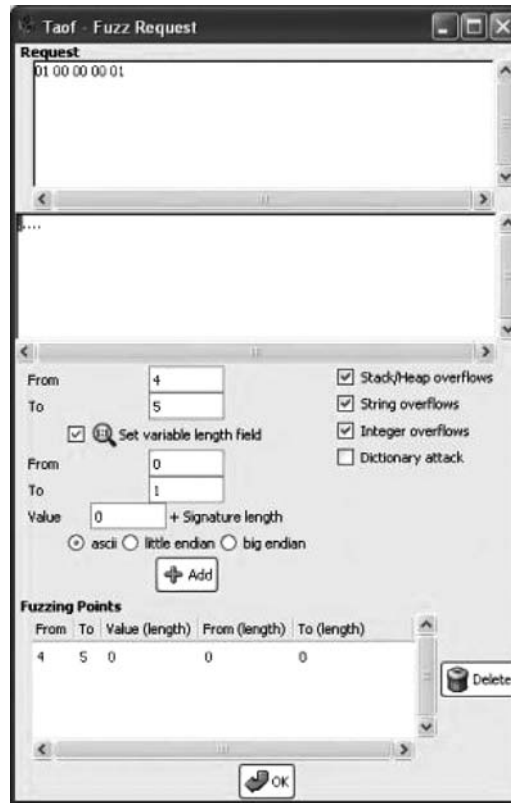 Taof - Fuzz Request
Request
01 00 00 00 01
.....
From 4
To 5
Set variable length field
From 0
To 1
Value 0 + Signature length
ascii little endian big endian
Add
Stack/Heap overflows
String overflows
Integer overflows
Dictionary attack
Fuzzing Points
From To Value (length) From (length) To (length)
4 5 0 0 0
Delete
OK